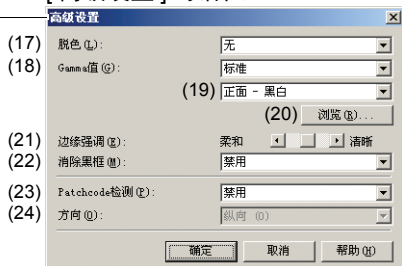 高级设置
(17) 脱色(L): 无
(18) Gamma值(G): 标准
(19) 正面 - 黑白
(20) 浏览(R)...
(21) 边缘强调(E): 柔和 清晰
(22) 消除黑框(M): 禁用
(23) Patchcode检测(P): 禁用
(24) 方向(O): 纵向 (0)
确定 取消 帮助(H)